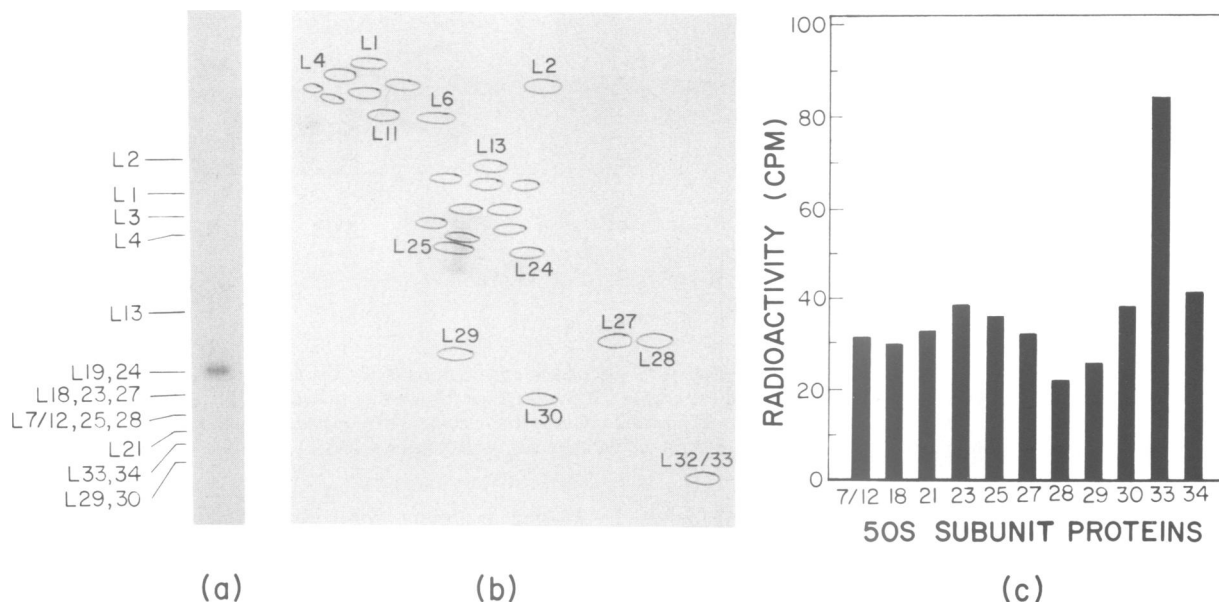 L2
L1
L3
L4
L13
L19,24
L18,23,27
L7/12,25,28
L21
L33,34
L29,30
(a)
L1
L4
L2
L6
L11
L13
L25
L24
L29
L27
L28
L30
L32/33
(b)
RADIOACTIVITY (CPM)
100
80
60
40
20
0
7/12 18 21 23 25 27 28 29 30 33 34
50S SUBUNIT PROTEINS
(c)